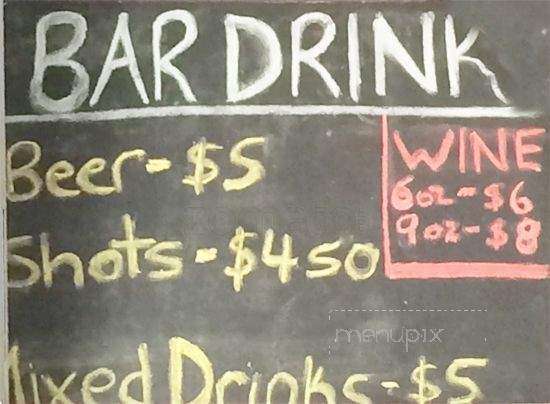 BAR DRINK
Beer-$5
Shots-$450
Mixed Drinks-$5
WINE
6oz-$6
9oz-$8
menupix